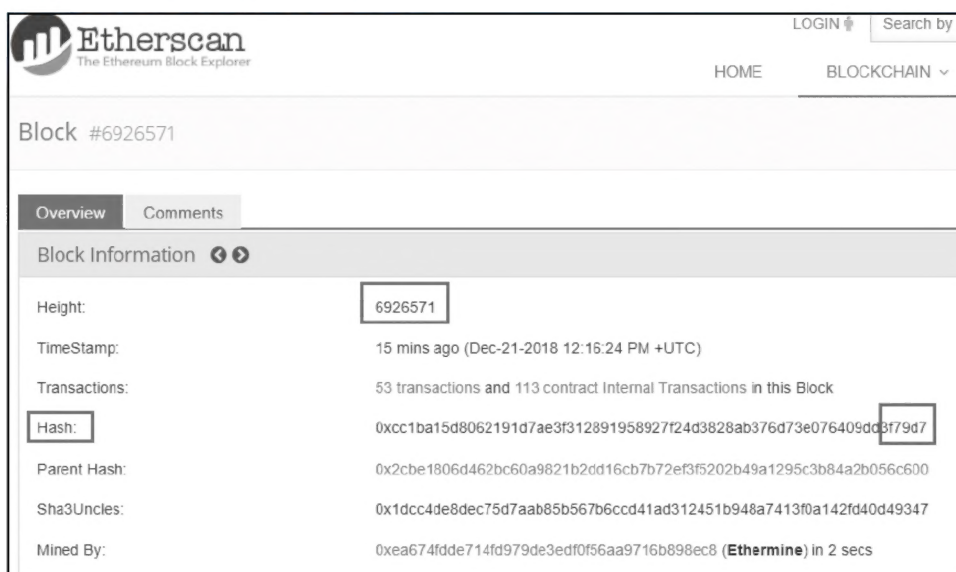 LOGIN Search by
Etherscan
The Ethereum Block Explorer
HOME BLOCKCHAIN
Block #6926571
Overview Comments
Block Information
Height: 6926571
TimeStamp: 15 mins ago (Dec-21-2018 12:16:24 PM +UTC)
Transactions: 53 transactions and 113 contract Internal Transactions in this Block
Hash: 0xcc1ba15d8062191d7ae3f312891958927f24d3828ab376d73e076409dd3f79d7
Parent Hash: 0x2cbe1806d462bc60a9821b2dd16cb7b72ef3f5202b49a1295c3b84a2b056c600
Sha3Uncles: 0x1dcc4de8dec75d7aab85b567b6ccd41ad312451b948a7413f0a142fd40d49347
Mined By: 0xea674fdde714fd979de3edf0f56aa9716b898ec8 (Ethermine) in 2 secs